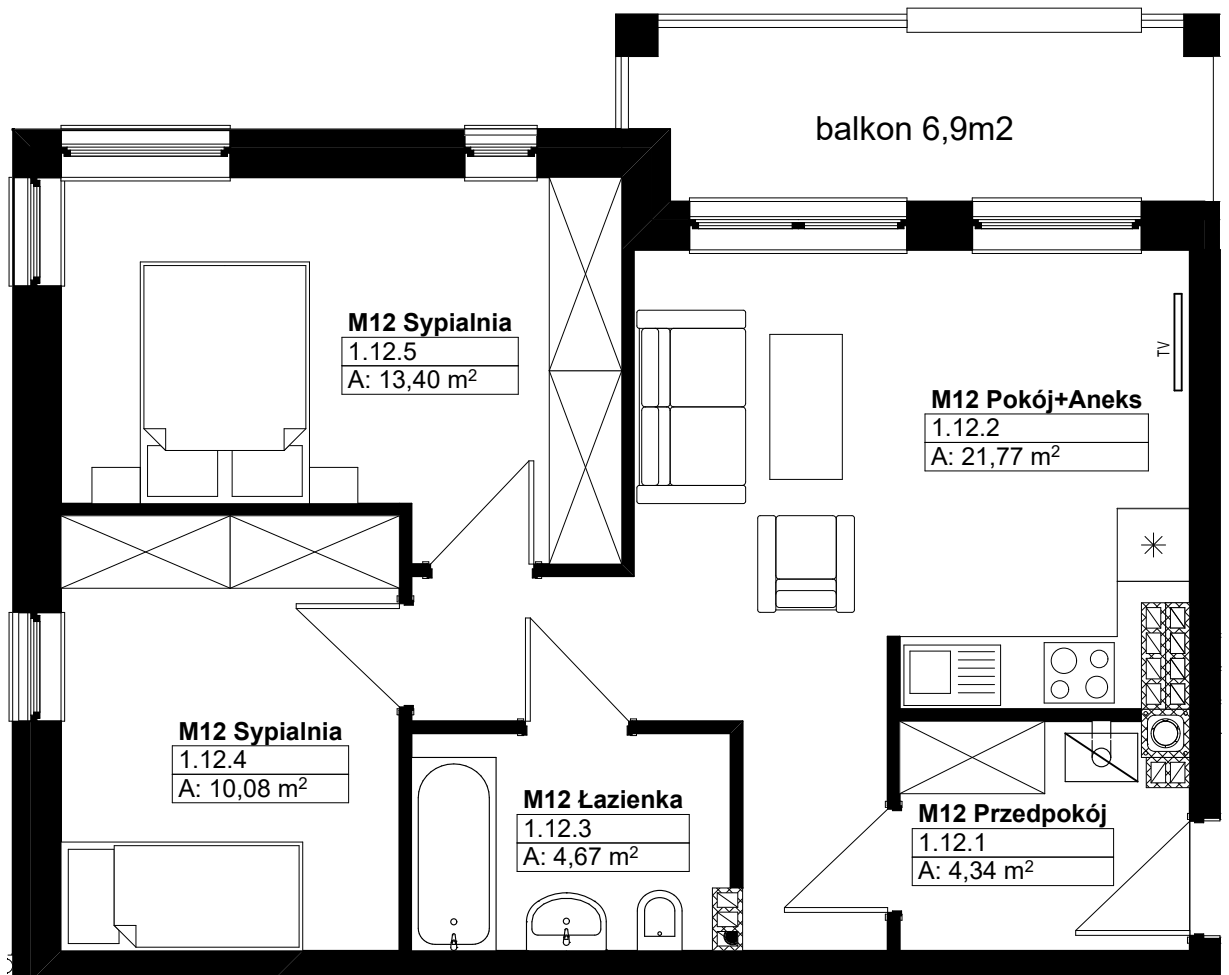 balkon 6,9m2
M12 Sypialnia
1.12.5
A: 13,40 m²
TV
M12 Pokój+Aneks
1.12.2
A: 21,77 m²
M12 Sypialnia
1.12.4
A: 10,08 m²
M12 Łazienka
1.12.3
A: 4,67 m²
M12 Przedpokój
1.12.1
A: 4,34 m²